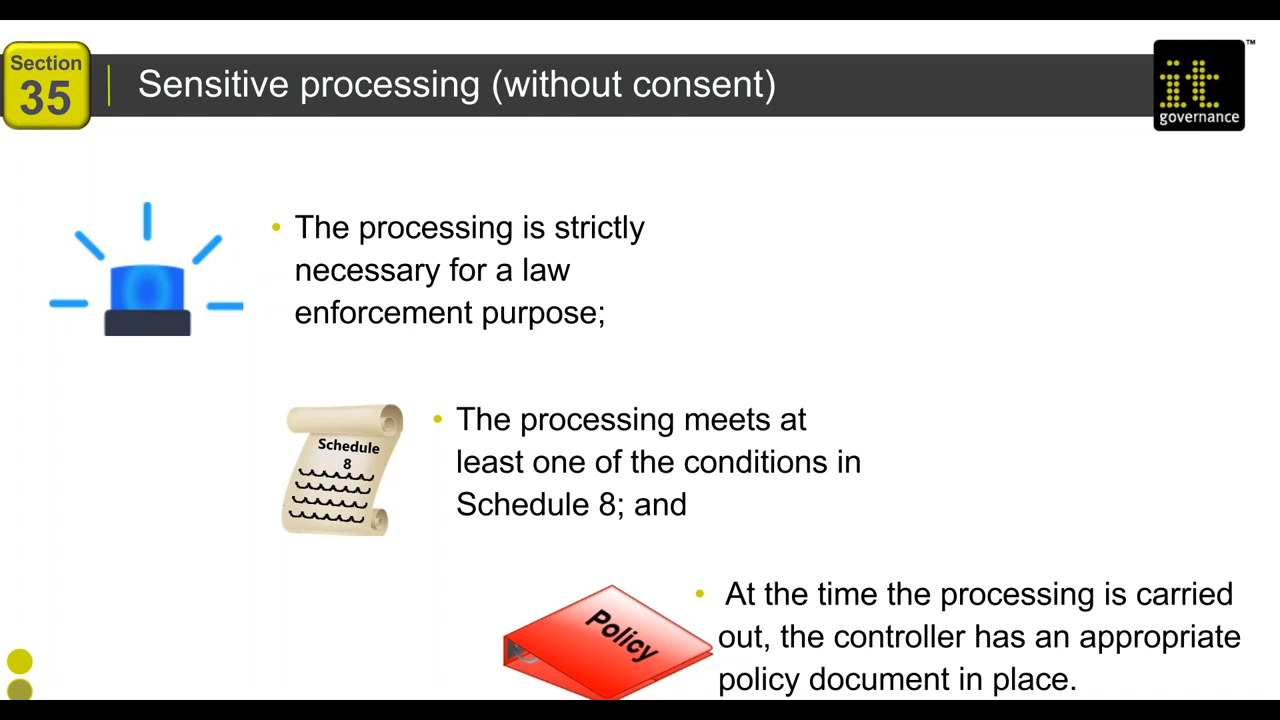 Section
35
Sensitive processing (without consent)
it
governance
™
• The processing is strictly
necessary for a law
enforcement purpose;
Schedule
8
• The processing meets at
least one of the conditions in
Schedule 8; and
Policy
• At the time the processing is carried
out, the controller has an appropriate
policy document in place.